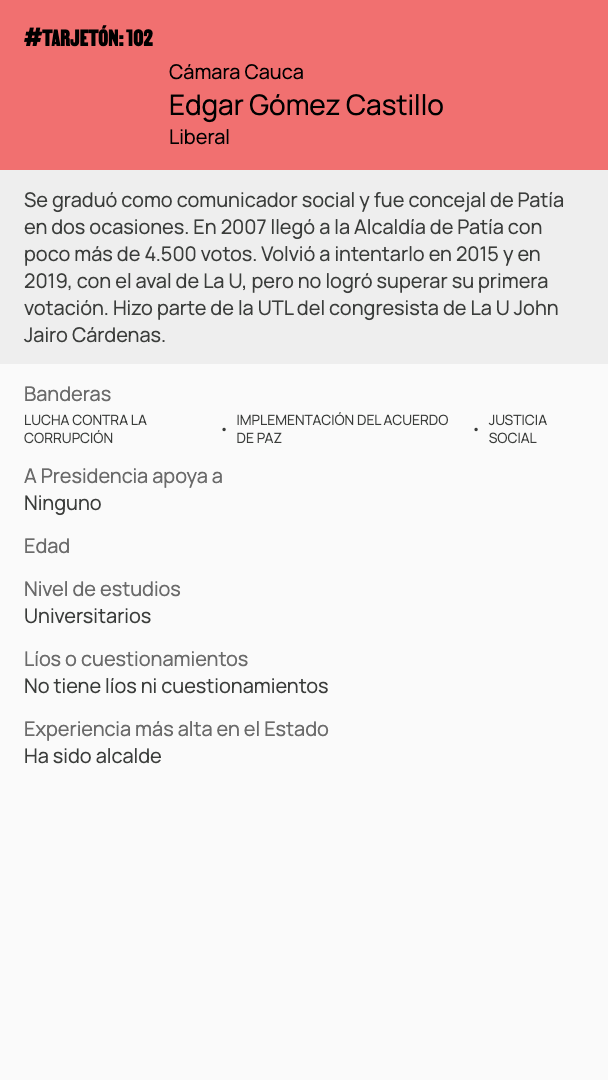 #TARJETÓN: 102
Cámara Cauca
Edgar Gómez Castillo
Liberal
Se graduó como comunicador social y fue concejal de Patía
en dos ocasiones. En 2007 llegó a la Alcaldía de Patía con
poco más de 4.500 votos. Volvió a intentarlo en 2015 y en
2019, con el aval de La U, pero no logró superar su primera
votación. Hizo parte de la UTL del congresista de La U John
Jairo Cárdenas.
Banderas
LUCHA CONTRA LA
CORRUPCIÓN
• IMPLEMENTACIÓN DEL ACUERDO
DE PAZ
• JUSTICIA
SOCIAL
A Presidencia apoya a
Ninguno
Edad
Nivel de estudios
Universitarios
Líos o cuestionamientos
No tiene líos ni cuestionamientos
Experiencia más alta en el Estado
Ha sido alcalde